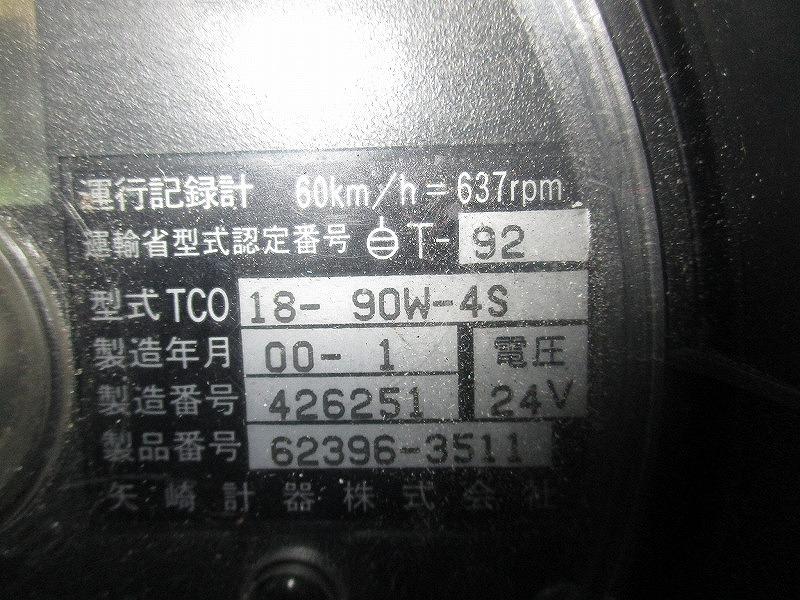 運行記録計 60km/h=637rpm
運輸省型式認定番号 T-92
型式TCO 18- 90W-4S
製造年月 00- 1 電圧
製造番号 426251 24V
製品番号 62396-3511
矢崎計器株式会社